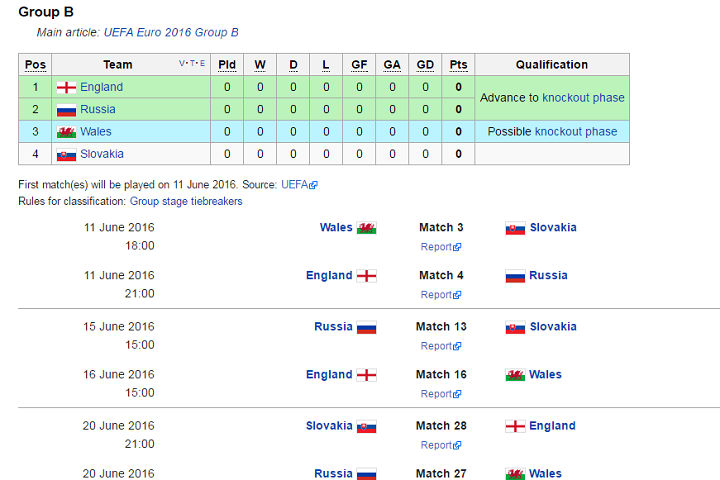 Group B
Main article: UEFA Euro 2016 Group B
Pos Team V·T·E Pld W D L GF GA GD Pts Qualification
1 England 0 0 0 0 0 0 0 0 Advance to knockout phase
2 Russia 0 0 0 0 0 0 0 0
3 Wales 0 0 0 0 0 0 0 0 Possible knockout phase
4 Slovakia 0 0 0 0 0 0 0 0
First match(es) will be played on 11 June 2016. Source: UEFA
Rules for classification: Group stage tiebreakers
11 June 2016 Wales Match 3 Slovakia
18:00 Report
11 June 2016 England Match 4 Russia
21:00 Report
15 June 2016 Russia Match 13 Slovakia
15:00 Report
16 June 2016 England Match 16 Wales
15:00 Report
20 June 2016 Slovakia Match 28 England
21:00 Report
20 June 2016 Russia Match 27 Wales